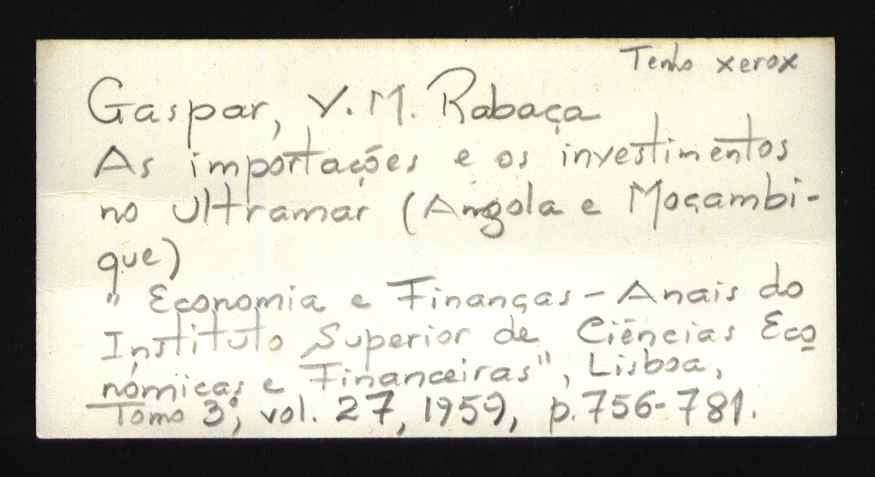 Tenho xerox
Gaspar, V. M. Rabaça
As importações e os investimentos
no Ultramar (Angola e Moçambi-
que)
" Economia e Finanças - Anais do
Instituto Superior de Ciências Eco
nómicas e Financeiras", Lisboa,
Tomo 3º, vol. 27, 1959, p. 756-781.